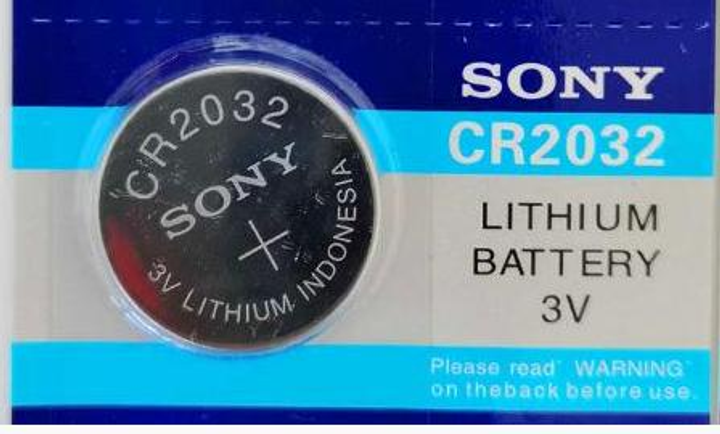 CR2032
SONY
+
3V LITHIUM INDONESIA
SONY
CR2032
LITHIUM
BATTERY
3V
Please read" WARNING"
on theback before use.